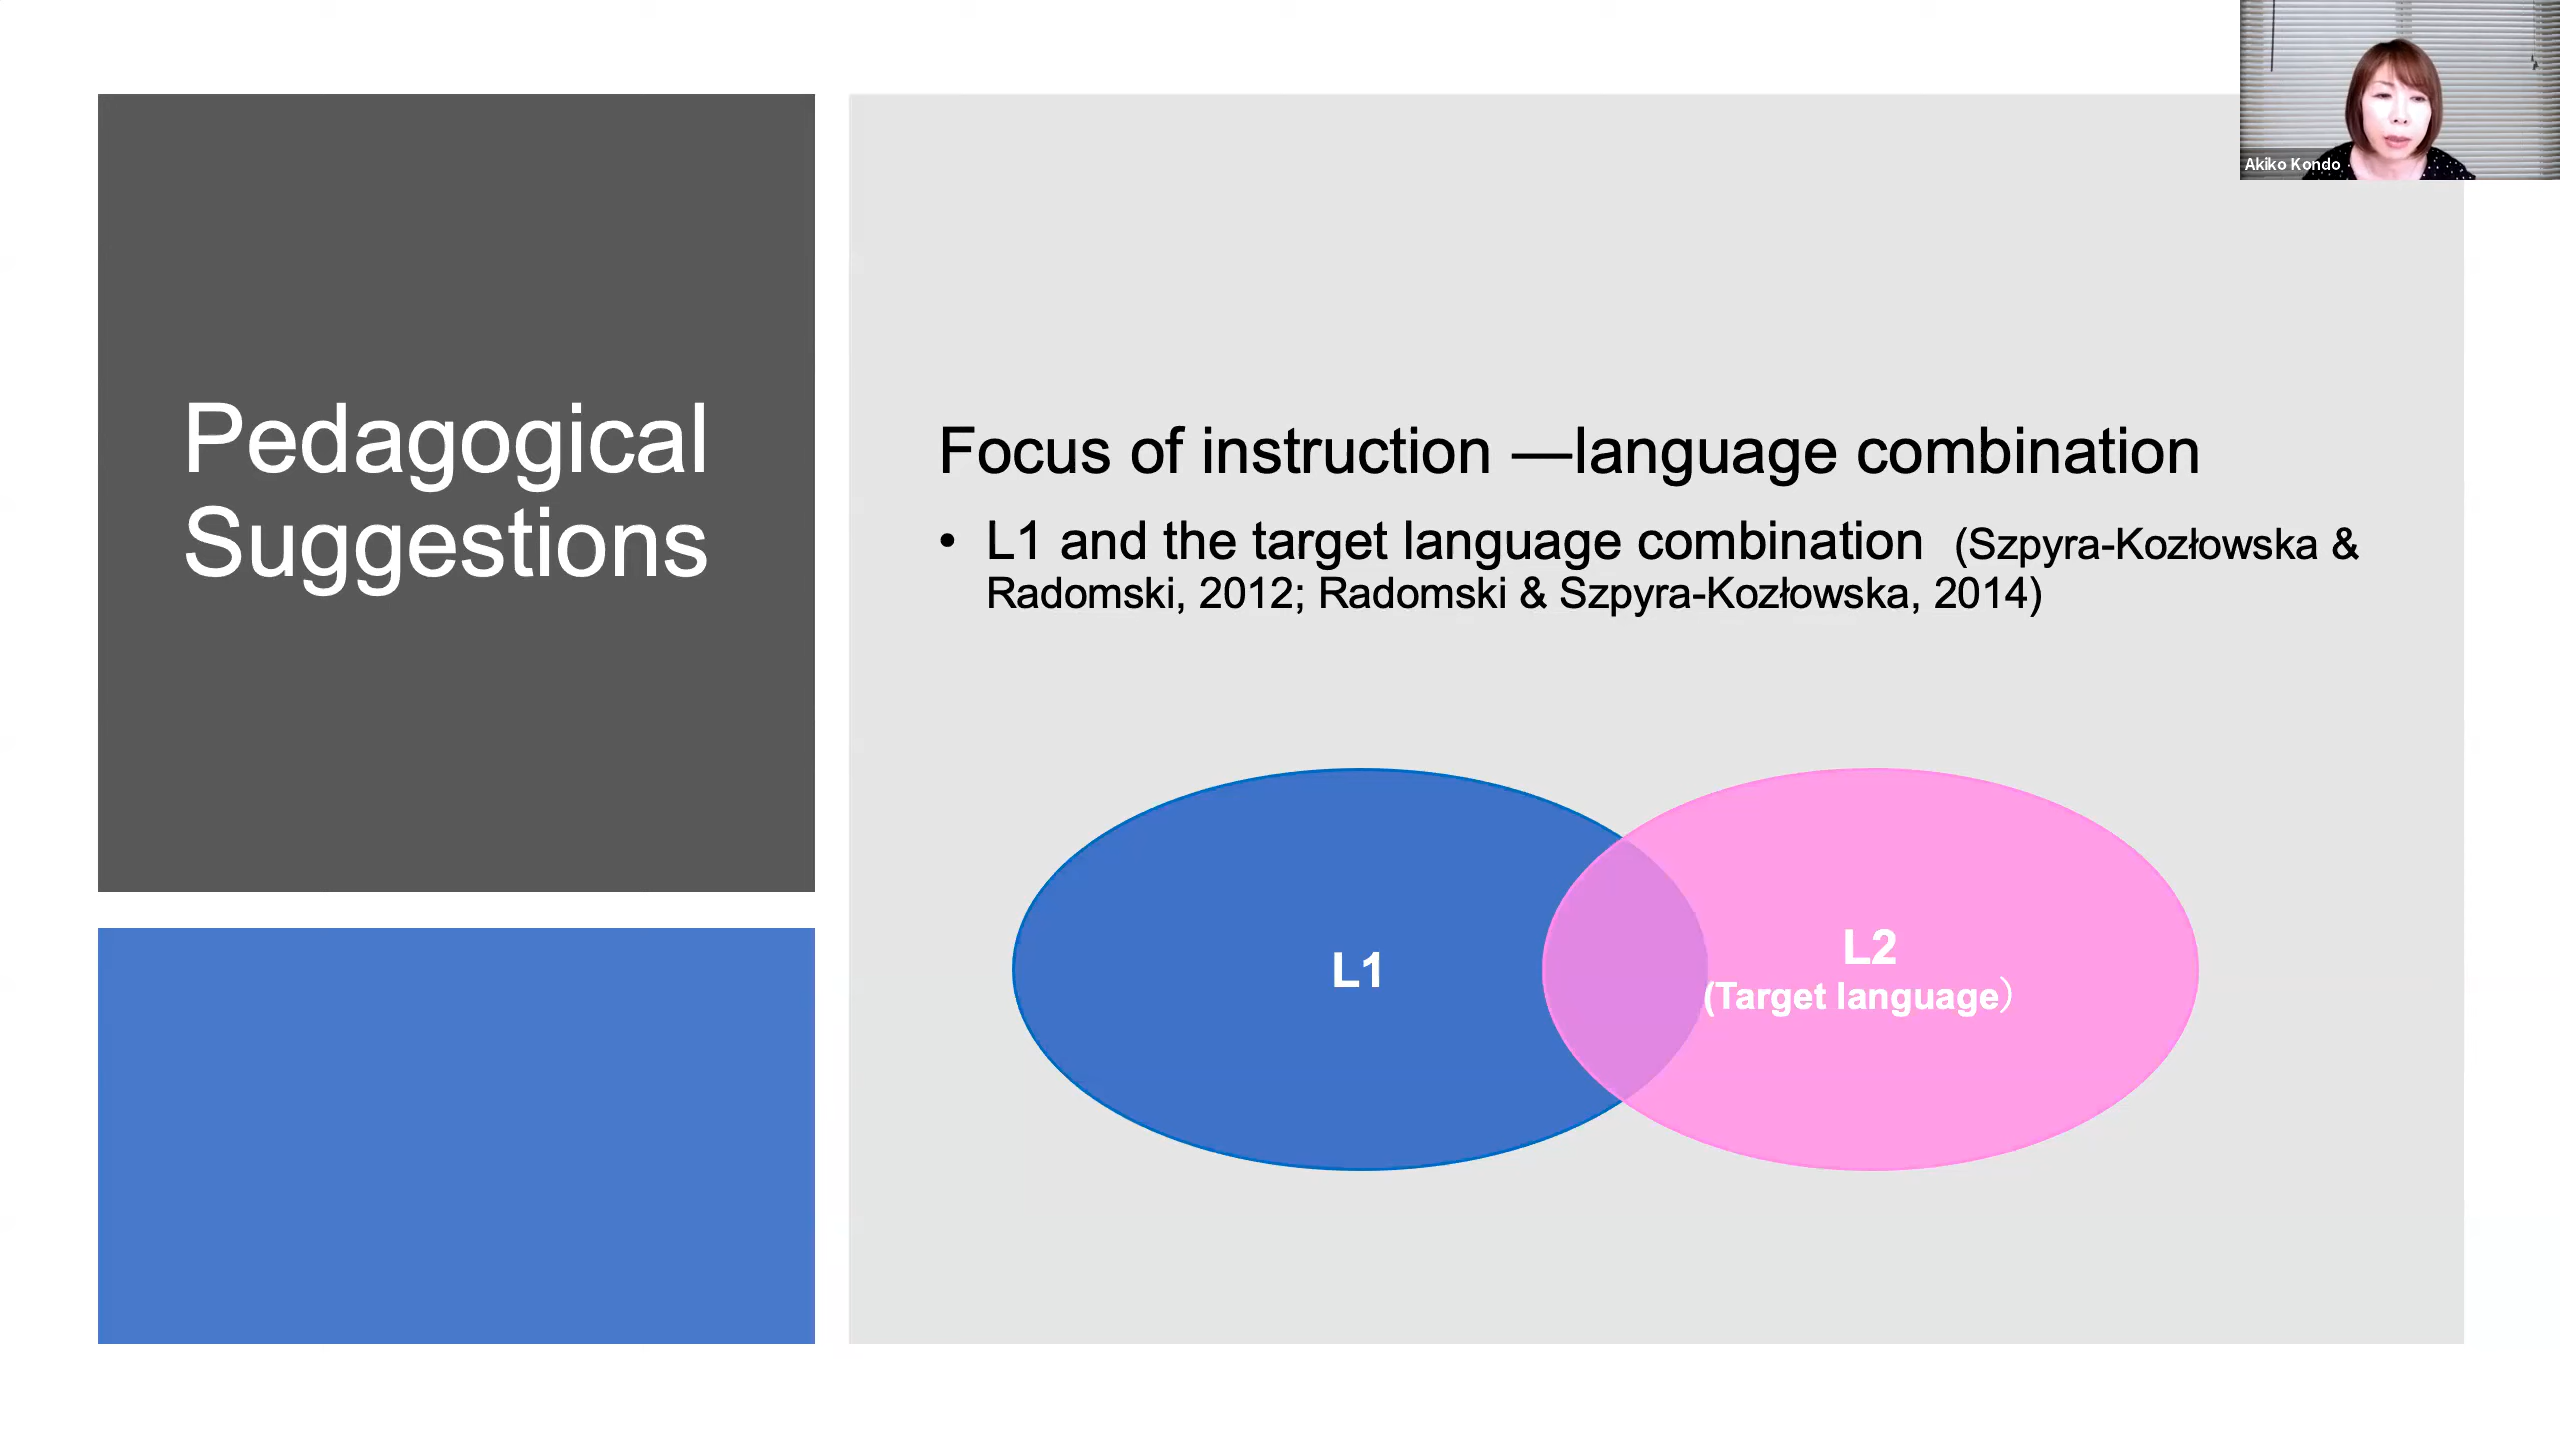 Pedagogical
Suggestions
Focus of instruction —language combination
• L1 and the target language combination (Szpyra-Kozłowska &
Radomski, 2012; Radomski & Szpyra-Kozłowska, 2014)
L1
L2
(Target language）
Akiko Kondo